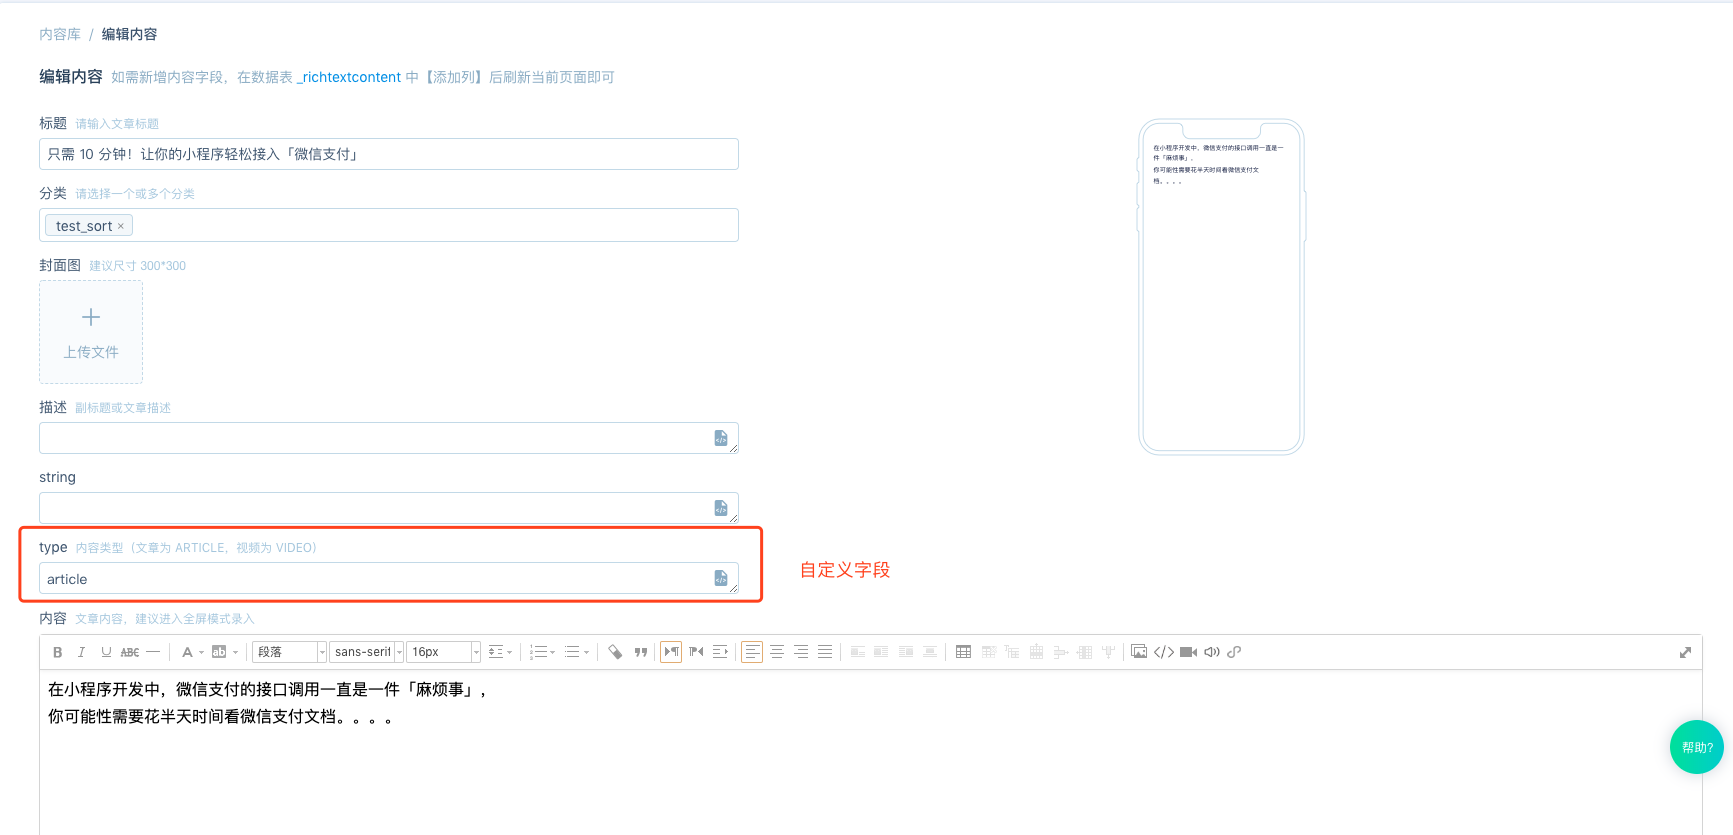 内容库 / 编辑内容
编辑内容 如需新增内容字段，在数据表 _richtextcontent 中【添加列】后刷新当前页面即可
标题 请输入文章标题
只需 10 分钟！让你的小程序轻松接入「微信支付」
分类 请选择一个或多个分类
test_sort ×
封面图 建议尺寸 300*300
上传文件
描述 副标题或文章描述
string
type 内容类型（文章为 ARTICLE，视频为 VIDEO）
article
自定义字段
内容 文章内容，建议进入全屏模式录入
B I U ABC A ab 段落 sans-serif 16px
在小程序开发中，微信支付的接口调用一直是一件「麻烦事」，
你可能性需要花半天时间看微信支付文档。。。。
在小程序开发中，微信支付的接口调用一直是一
件「麻烦事」，
你可能性需要花半天时间看微信支付文
档。。。。
帮助?